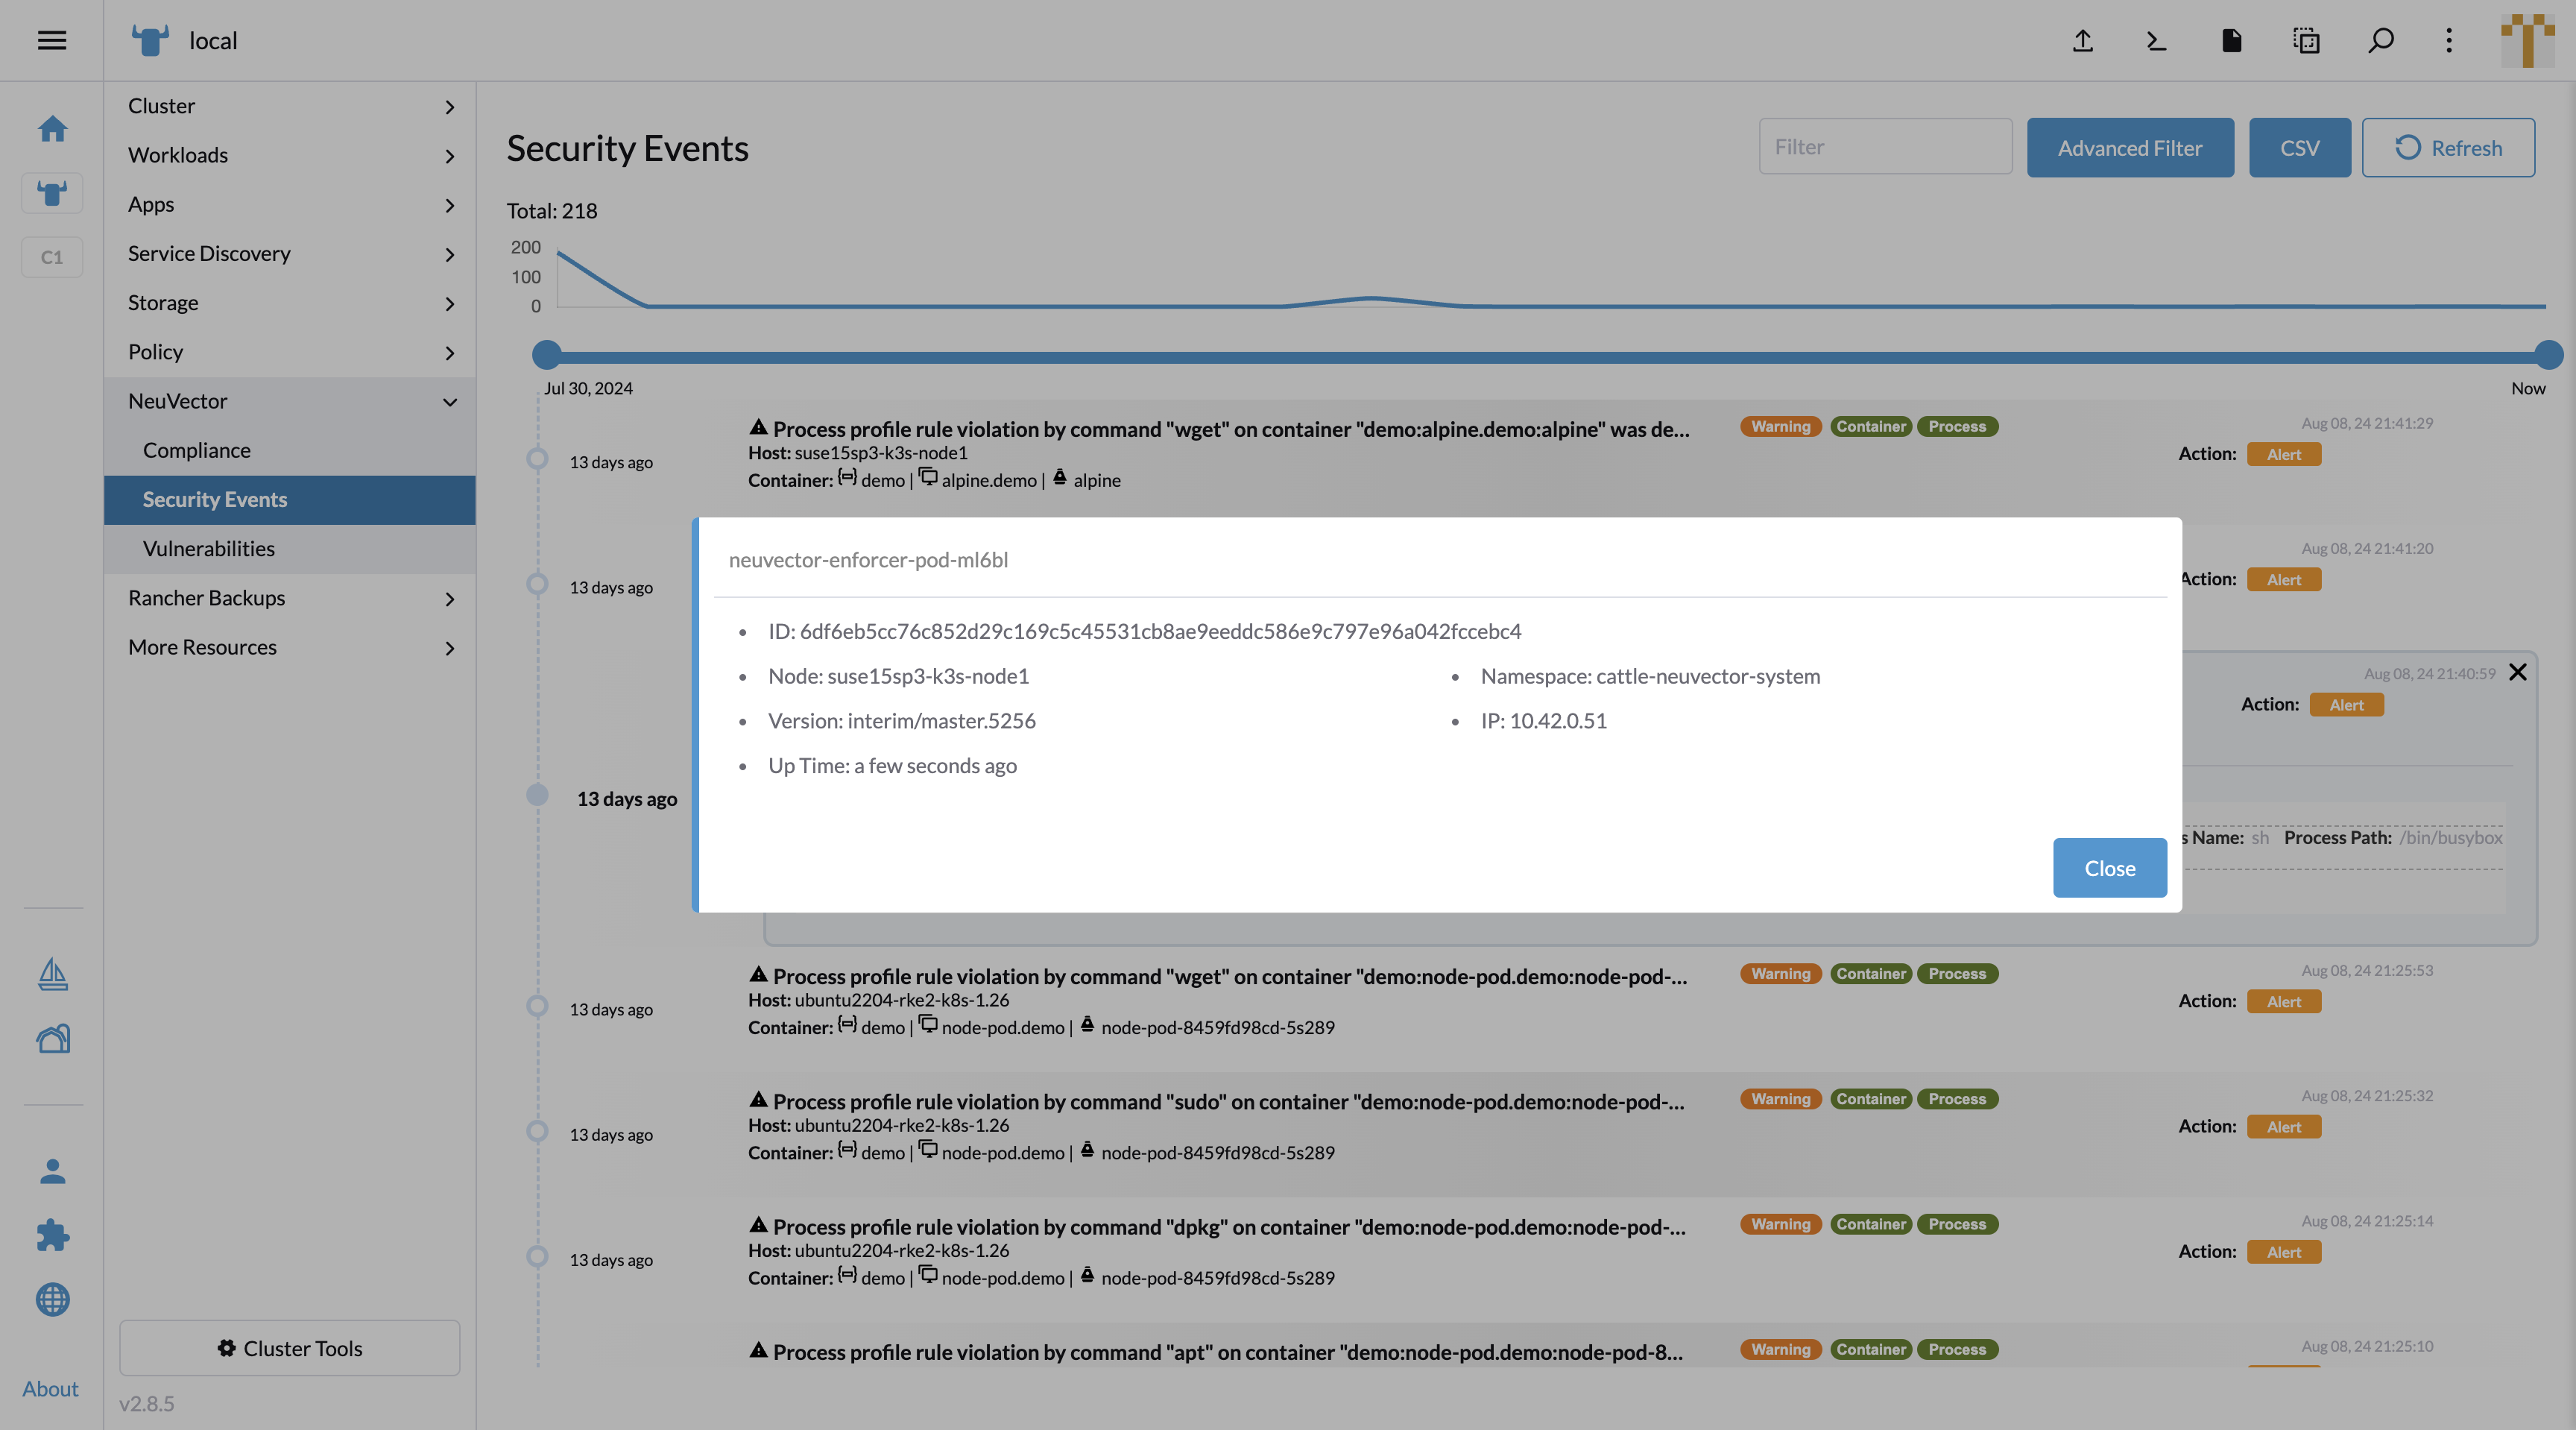 local
Cluster
Workloads
Apps
Service Discovery
Storage
Policy
NeuVector
Compliance
Security Events
Vulnerabilities
Rancher Backups
More Resources
C1
About
Cluster Tools
v2.8.5
Security Events
Filter
Advanced Filter
CSV
Refresh
Total: 218
200
100
0
Jul 30, 2024
Now
13 days ago
Process profile rule violation by command "wget" on container "demo:alpine.demo:alpine" was de...
Warning Container Process
Aug 08, 24 21:41:29
Host: suse15sp3-k3s-node1
Action: Alert
Container: demo | alpine.demo | alpine
13 days ago
Aug 08, 24 21:41:20
Action: Alert
neuvector-enforcer-pod-ml6bl
ID: 6df6eb5cc76c852d29c169c5c45531cb8ae9eeddc586e9c797e96a042fccebc4
Node: suse15sp3-k3s-node1
Namespace: cattle-neuvector-system
Version: interim/master.5256
IP: 10.42.0.51
Up Time: a few seconds ago
Close
13 days ago
Aug 08, 24 21:40:59
Action: Alert
s Name: sh Process Path: /bin/busybox
13 days ago
Process profile rule violation by command "wget" on container "demo:node-pod.demo:node-pod-...
Warning Container Process
Aug 08, 24 21:25:53
Host: ubuntu2204-rke2-k8s-1.26
Action: Alert
Container: demo | node-pod.demo | node-pod-8459fd98cd-5s289
13 days ago
Process profile rule violation by command "sudo" on container "demo:node-pod.demo:node-pod-...
Warning Container Process
Aug 08, 24 21:25:32
Host: ubuntu2204-rke2-k8s-1.26
Action: Alert
Container: demo | node-pod.demo | node-pod-8459fd98cd-5s289
13 days ago
Process profile rule violation by command "dpkg" on container "demo:node-pod.demo:node-pod-...
Warning Container Process
Aug 08, 24 21:25:14
Host: ubuntu2204-rke2-k8s-1.26
Action: Alert
Container: demo | node-pod.demo | node-pod-8459fd98cd-5s289
Process profile rule violation by command "apt" on container "demo:node-pod.demo:node-pod-8...
Warning Container Process
Aug 08, 24 21:25:10